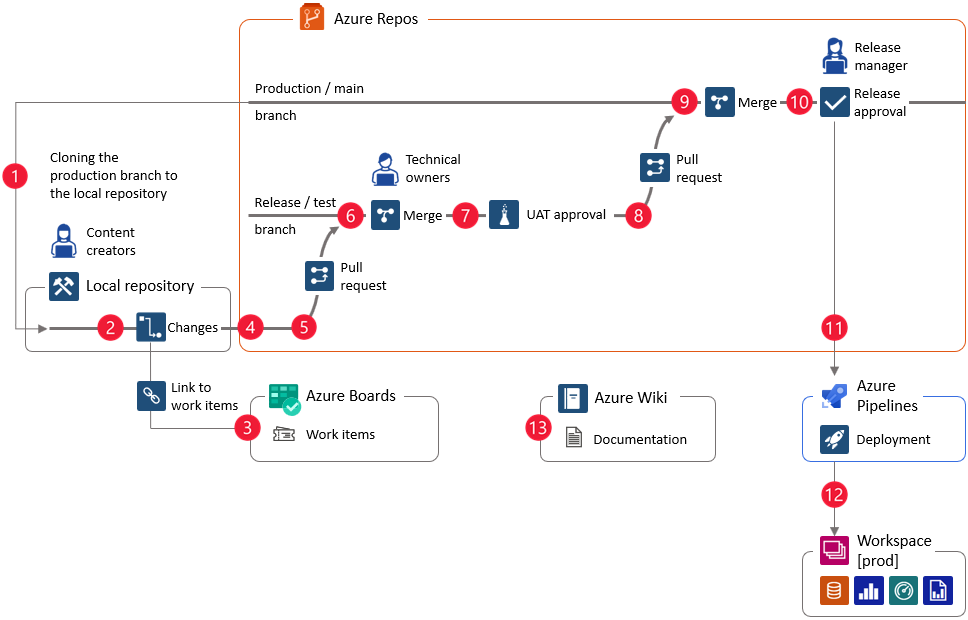 Azure Repos
Release
manager
Production / main
branch
9
Merge
10
Release
approval
1
Cloning the
production branch to
the local repository
Technical
owners
Pull
request
Release / test
branch
6
Merge
7
UAT approval
8
Content
creators
Pull
request
Local repository
2
Changes
4
5
11
Link to
work items
3
Azure Boards
Work items
13
Azure Wiki
Documentation
Azure
Pipelines
Deployment
12
Workspace
[prod]